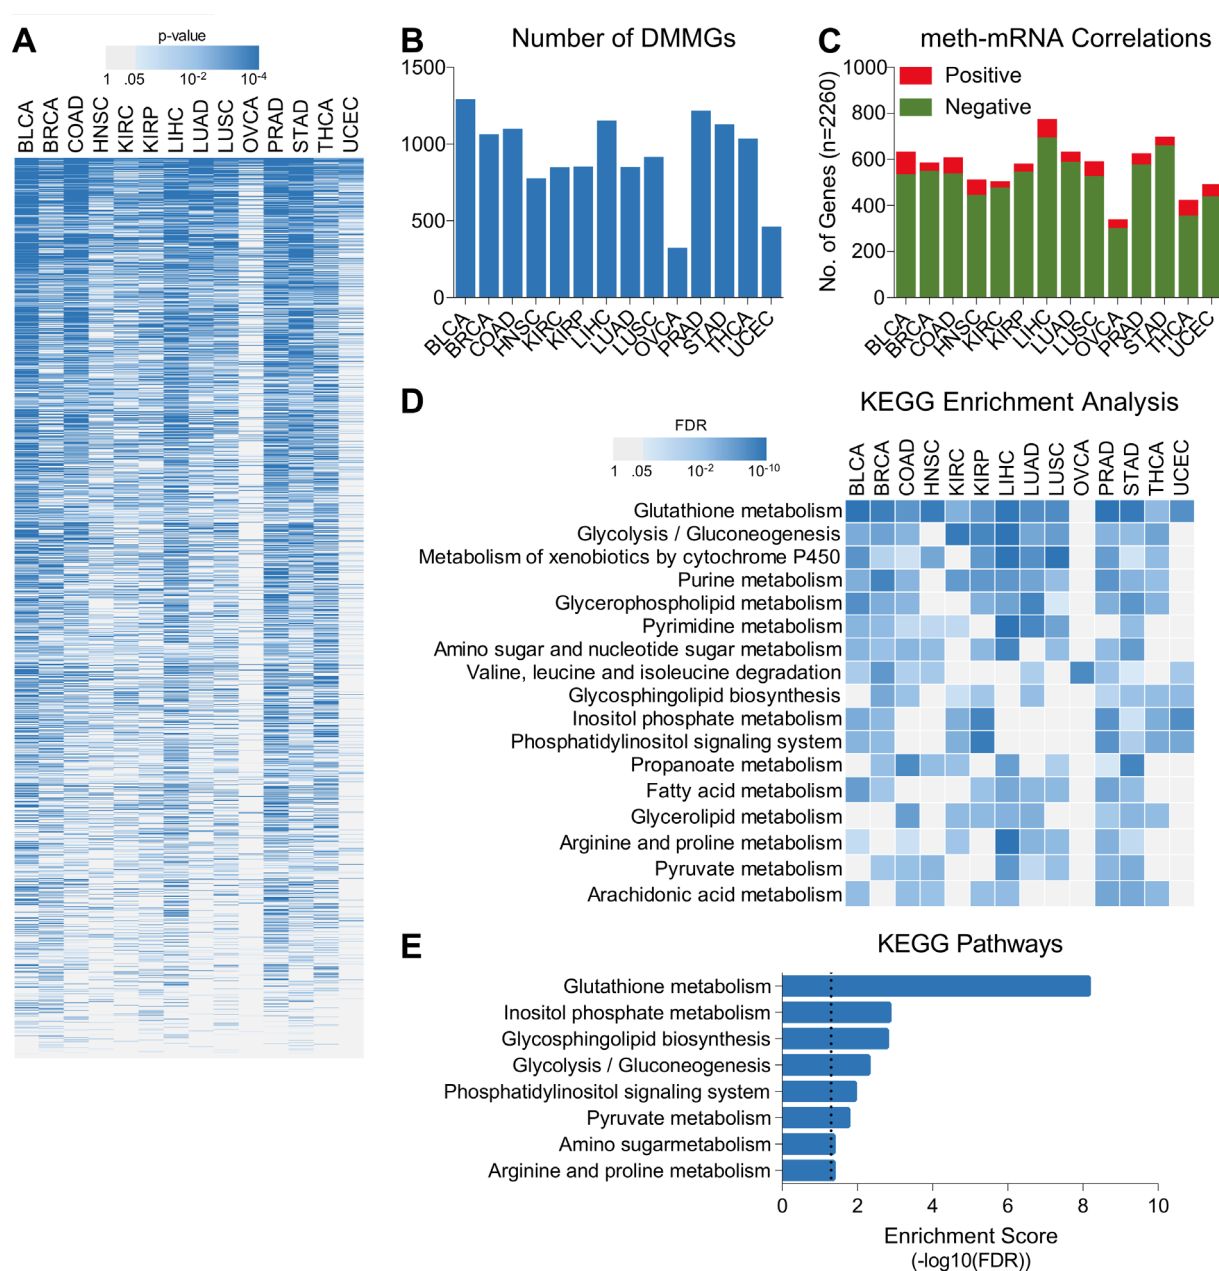 A
p-value
1 .05 10-2 10-4
BLCA BRCA COAD HNSC KIRC KIRP LIHC LUAD LUSC OVCA PRAD STAD THCA UCEC
B
Number of DMMGs
1500
1000
500
0
BLCA BRCA COAD HNSC KIRC KIRP LIHC LUAD LUSC OVCA PRAD STAD THCA UCEC
C
meth-mRNA Correlations
Positive
Negative
No. of Genes (n=2260)
1000
800
600
400
200
0
BLCA BRCA COAD HNSC KIRC KIRP LIHC LUAD LUSC OVCA PRAD STAD THCA UCEC
D
KEGG Enrichment Analysis
FDR
1 .05 10-2 10-10
BLCA BRCA COAD HNSC KIRC KIRP LIHC LUAD LUSC OVCA PRAD STAD THCA UCEC
Glutathione metabolism
Glycolysis / Gluconeogenesis
Metabolism of xenobiotics by cytochrome P450
Purine metabolism
Glycerophospholipid metabolism
Pyrimidine metabolism
Amino sugar and nucleotide sugar metabolism
Valine, leucine and isoleucine degradation
Glycosphingolipid biosynthesis
Inositol phosphate metabolism
Phosphatidylinositol signaling system
Propanoate metabolism
Fatty acid metabolism
Glycerolipid metabolism
Arginine and proline metabolism
Pyruvate metabolism
Arachidonic acid metabolism
E
KEGG Pathways
Glutathione metabolism
Inositol phosphate metabolism
Glycosphingolipid biosynthesis
Glycolysis / Gluconeogenesis
Phosphatidylinositol signaling system
Pyruvate metabolism
Amino sugarmetabolism
Arginine and proline metabolism
0 2 4 6 8 10
Enrichment Score
(-log10(FDR))